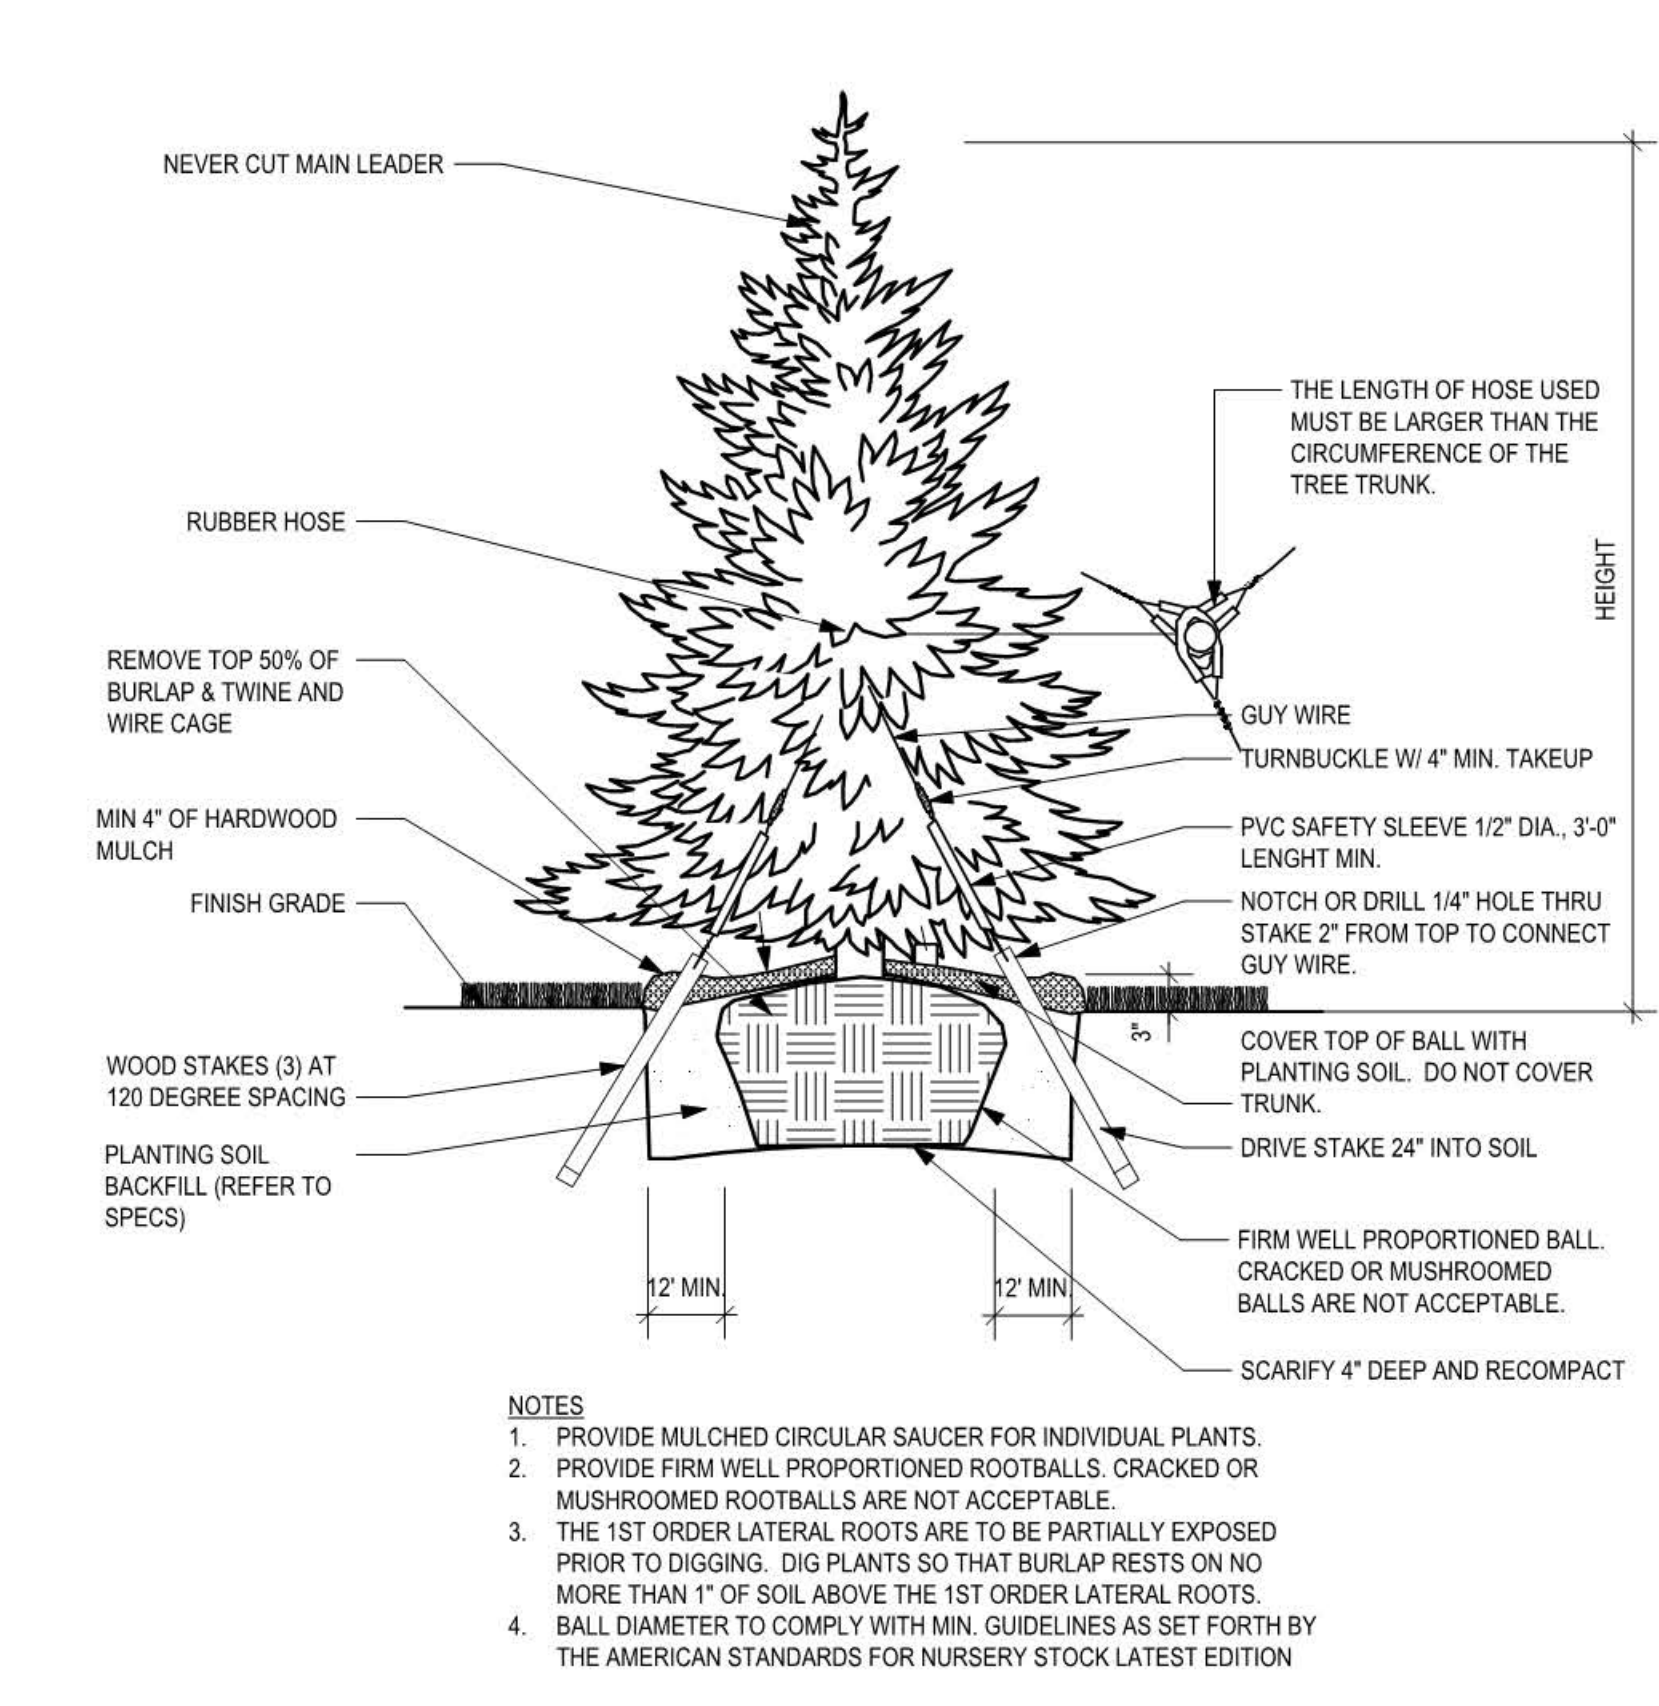 NEVER CUT MAIN LEADER
THE LENGTH OF HOSE USED
MUST BE LARGER THAN THE
CIRCUMFERENCE OF THE
TREE TRUNK.
RUBBER HOSE
HEIGHT
REMOVE TOP 50% OF
BURLAP & TWINE AND
WIRE CAGE
GUY WIRE
TURNBUCKLE W/ 4" MIN. TAKEUP
MIN 4" OF HARDWOOD
MULCH
PVC SAFETY SLEEVE 1/2" DIA., 3'-0"
LENGHT MIN.
FINISH GRADE
NOTCH OR DRILL 1/4" HOLE THRU
STAKE 2" FROM TOP TO CONNECT
GUY WIRE.
3"
COVER TOP OF BALL WITH
PLANTING SOIL. DO NOT COVER
TRUNK.
WOOD STAKES (3) AT
120 DEGREE SPACING
DRIVE STAKE 24" INTO SOIL
PLANTING SOIL
BACKFILL (REFER TO
SPECS)
FIRM WELL PROPORTIONED BALL.
CRACKED OR MUSHROOMED
BALLS ARE NOT ACCEPTABLE.
12' MIN.
12' MIN.
SCARIFY 4" DEEP AND RECOMPACT
NOTES
1. PROVIDE MULCHED CIRCULAR SAUCER FOR INDIVIDUAL PLANTS.
2. PROVIDE FIRM WELL PROPORTIONED ROOTBALLS. CRACKED OR
MUSHROOMED ROOTBALLS ARE NOT ACCEPTABLE.
3. THE 1ST ORDER LATERAL ROOTS ARE TO BE PARTIALLY EXPOSED
PRIOR TO DIGGING. DIG PLANTS SO THAT BURLAP RESTS ON NO
MORE THAN 1" OF SOIL ABOVE THE 1ST ORDER LATERAL ROOTS.
4. BALL DIAMETER TO COMPLY WITH MIN. GUIDELINES AS SET FORTH BY
THE AMERICAN STANDARDS FOR NURSERY STOCK LATEST EDITION